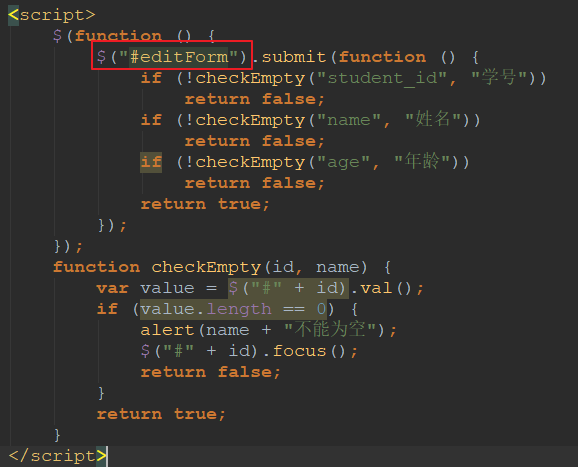 <script>
    $(function () {
        $("#editForm").submit(function () {
            if (!checkEmpty("student_id", "学号"))
                return false;
            if (!checkEmpty("name", "姓名"))
                return false;
            if (!checkEmpty("age", "年龄"))
                return false;
            return true;
        });
    });
    function checkEmpty(id, name) {
        var value = $("#" + id).val();
        if (value.length == 0) {
            alert(name + "不能为空");
            $("#" + id).focus();
            return false;
        }
        return true;
    }
</script>